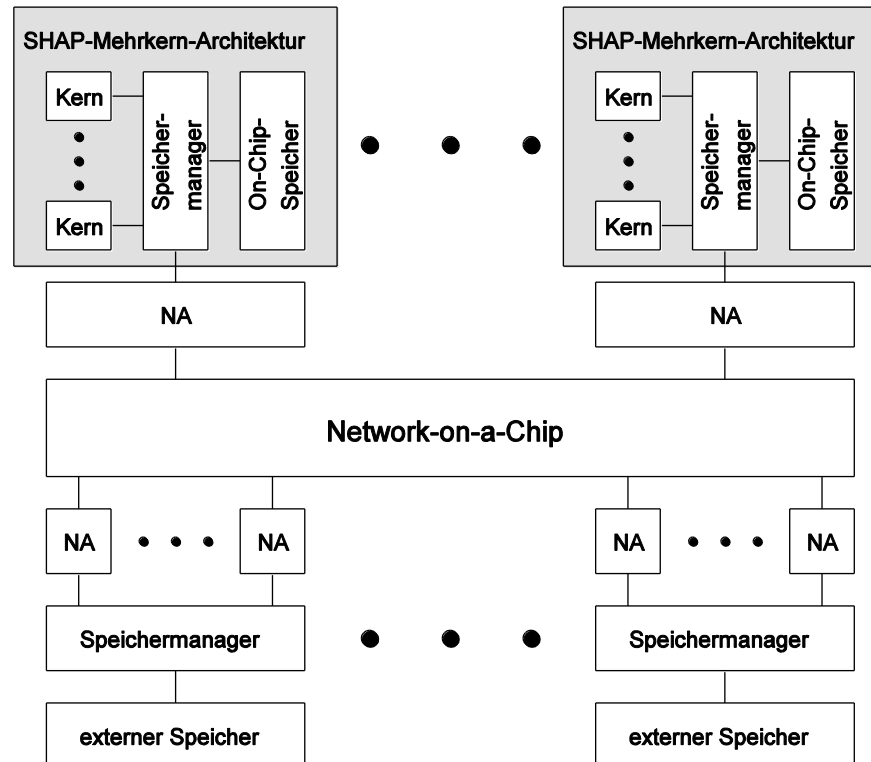 SHAP-Mehrkern-Architektur
Kern
Kern
Speicher-
manager
On-Chip-
Speicher
SHAP-Mehrkern-Architektur
Kern
Kern
Speicher-
manager
On-Chip-
Speicher
NA
NA
Network-on-a-Chip
NA
NA
NA
NA
Speichermanager
Speichermanager
externer Speicher
externer Speicher